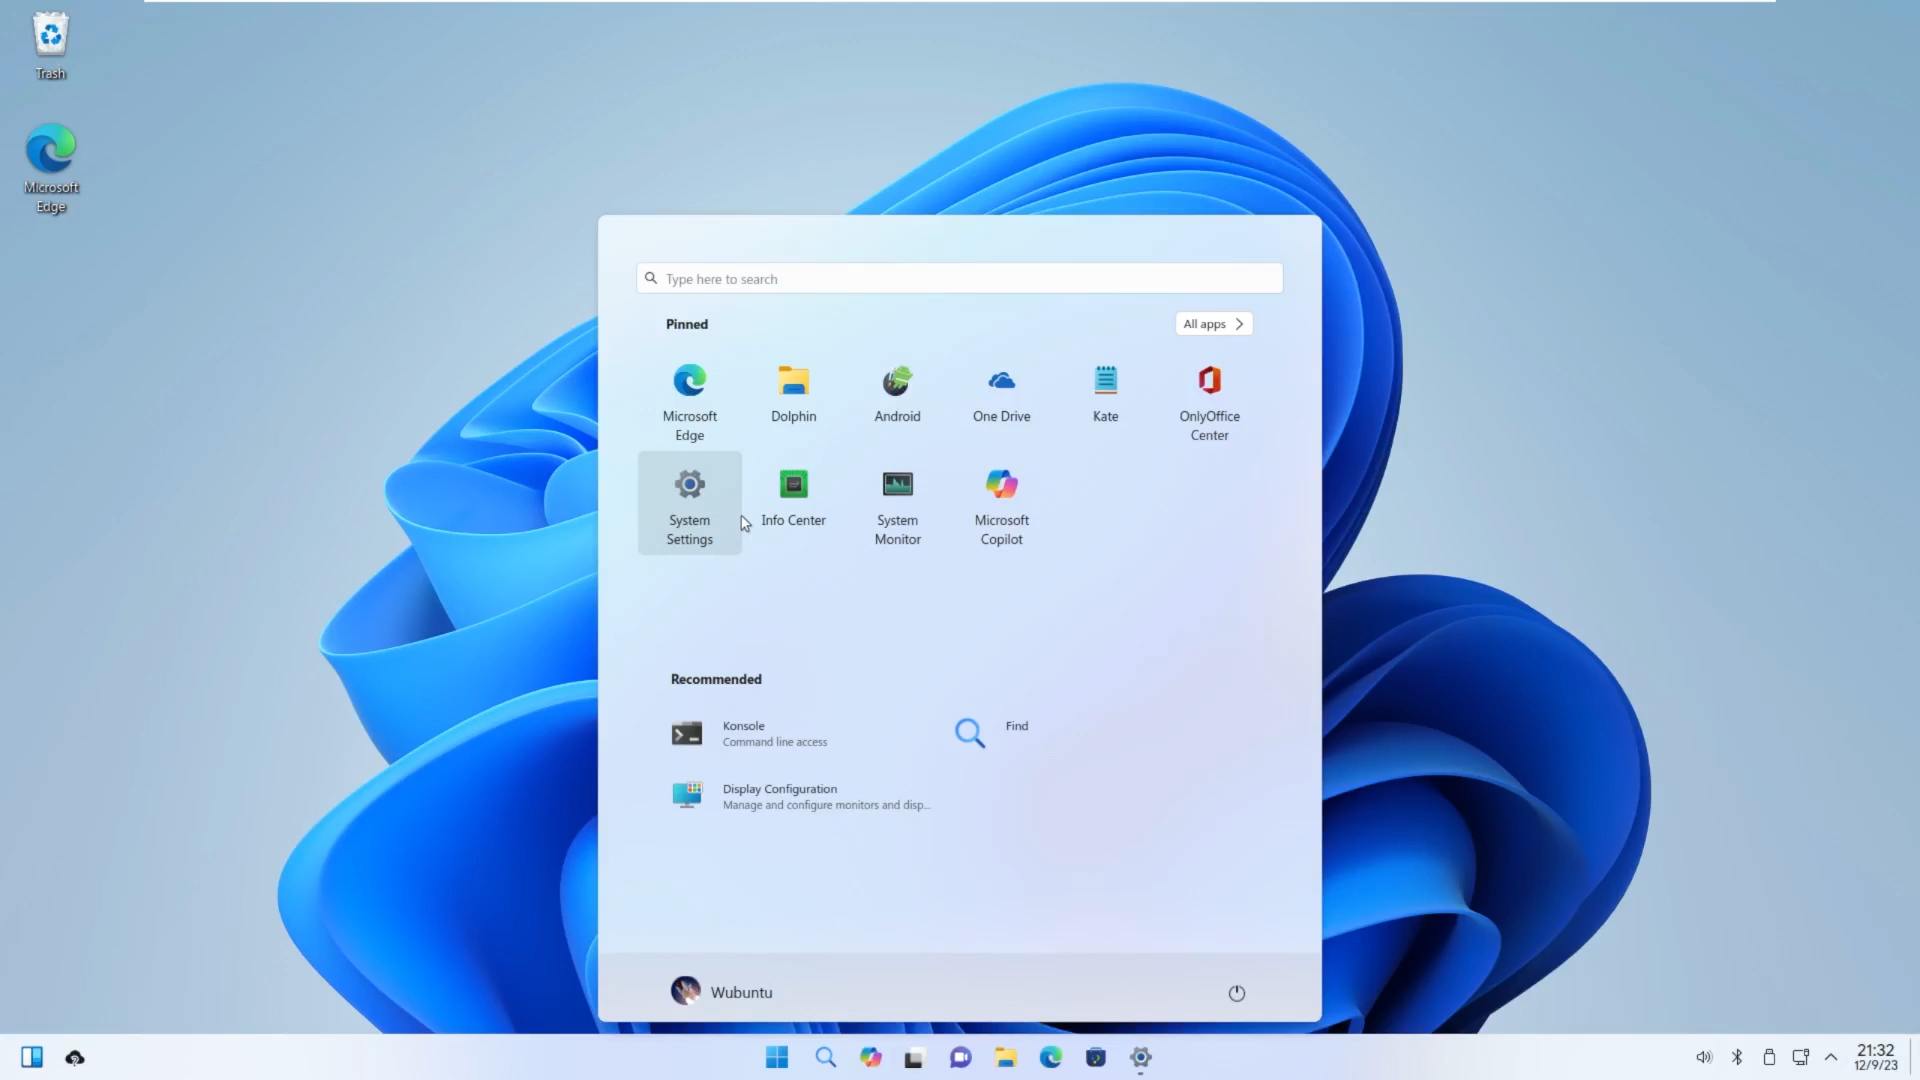 Trash
Microsoft
Edge
Type here to search
Pinned
All apps
Microsoft
Edge
Dolphin
Android
One Drive
Kate
OnlyOffice
Center
System
Settings
Info Center
System
Monitor
Microsoft
Copilot
Recommended
Konsole
Command line access
Find
Display Configuration
Manage and configure monitors and disp...
Wubuntu
21:32
12/9/23